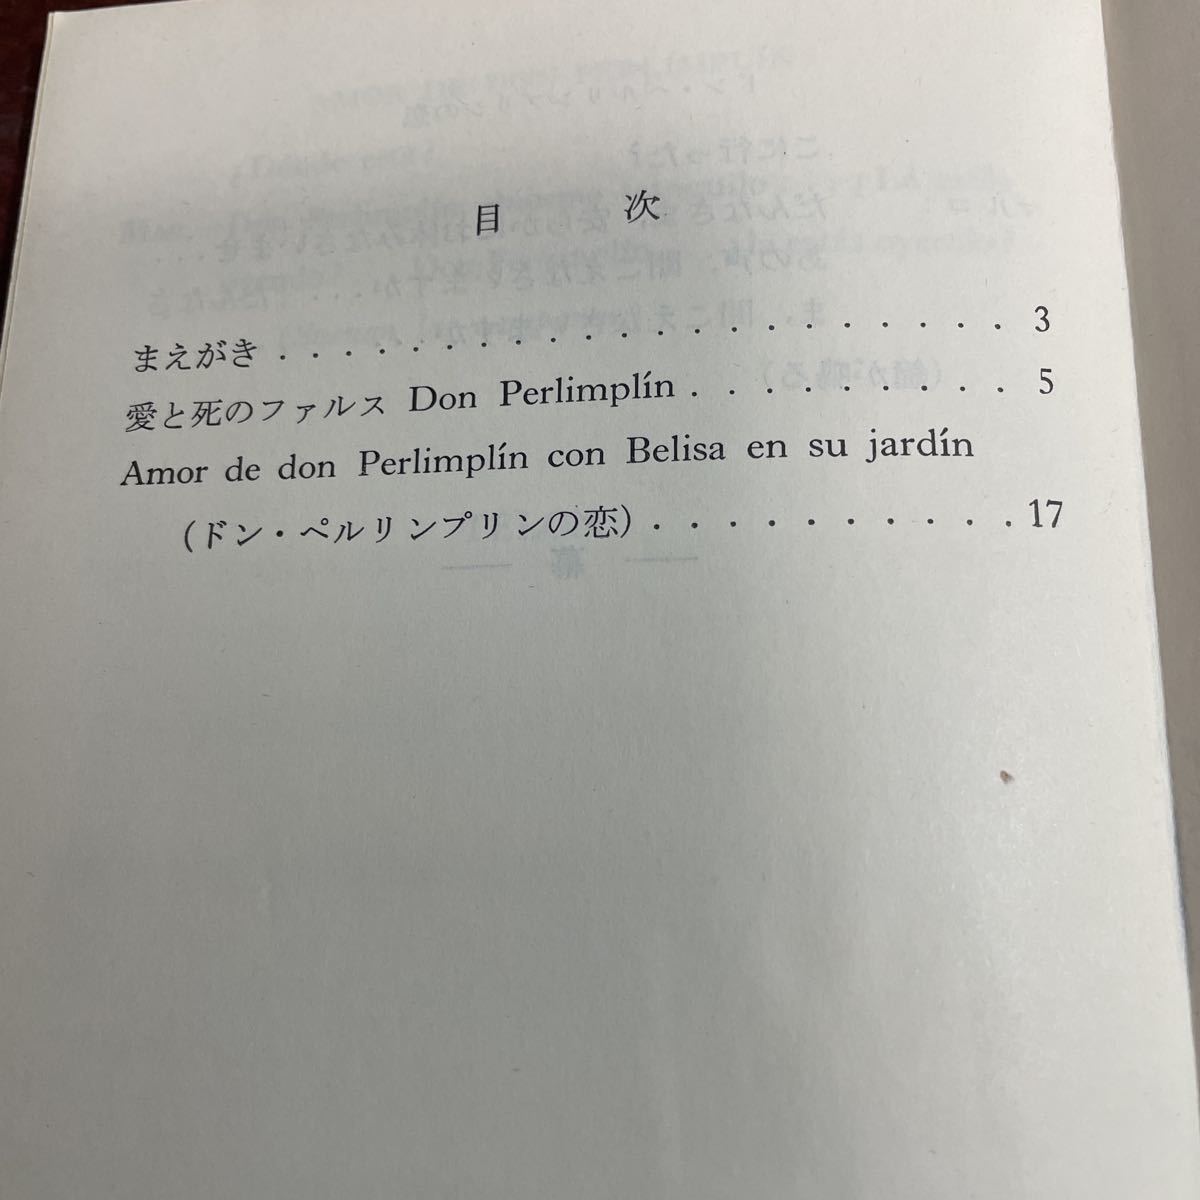 目次
まえがき . . . . . . . . . . . . . . . . . . . 3
愛と死のファルス Don Perlimplín . . . . . . . . . . 5
Amor de don Perlimplín con Belisa en su jardín
(ドン・ペルリンプリンの恋) . . . . . . . . . . . 17